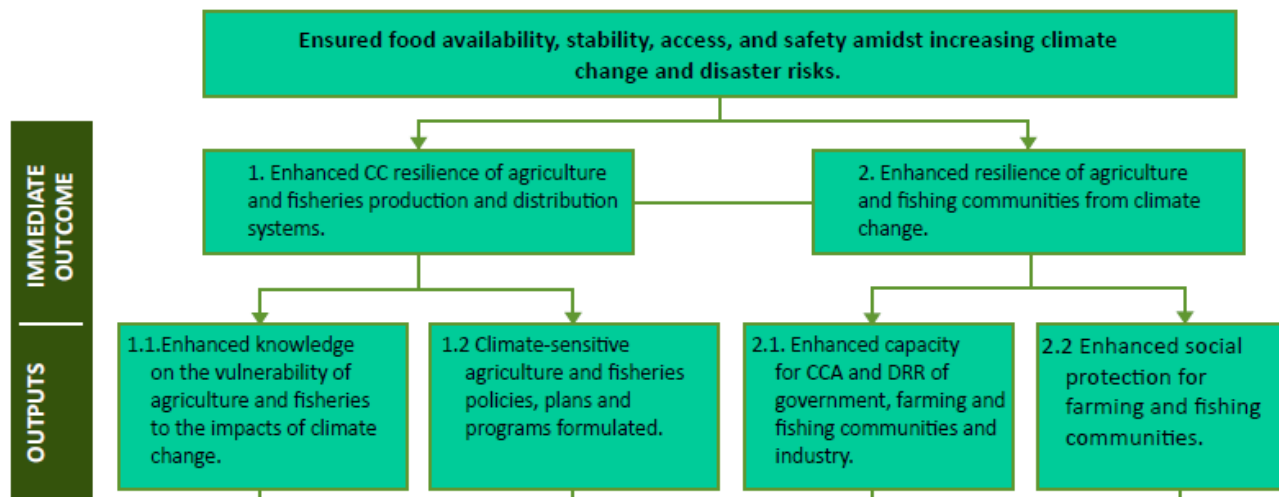 Ensured food availability, stability, access, and safety amidst increasing climate
change and disaster risks.
IMMEDIATE
OUTCOME
1. Enhanced CC resilience of agriculture
and fisheries production and distribution
systems.
2. Enhanced resilience of agriculture
and fishing communities from climate
change.
OUTPUTS
1.1.Enhanced knowledge
on the vulnerability of
agriculture and fisheries
to the impacts of climate
change.
1.2 Climate-sensitive
agriculture and fisheries
policies, plans and
programs formulated.
2.1. Enhanced capacity
for CCA and DRR of
government, farming and
fishing communities and
industry.
2.2 Enhanced social
protection for
farming and fishing
communities.